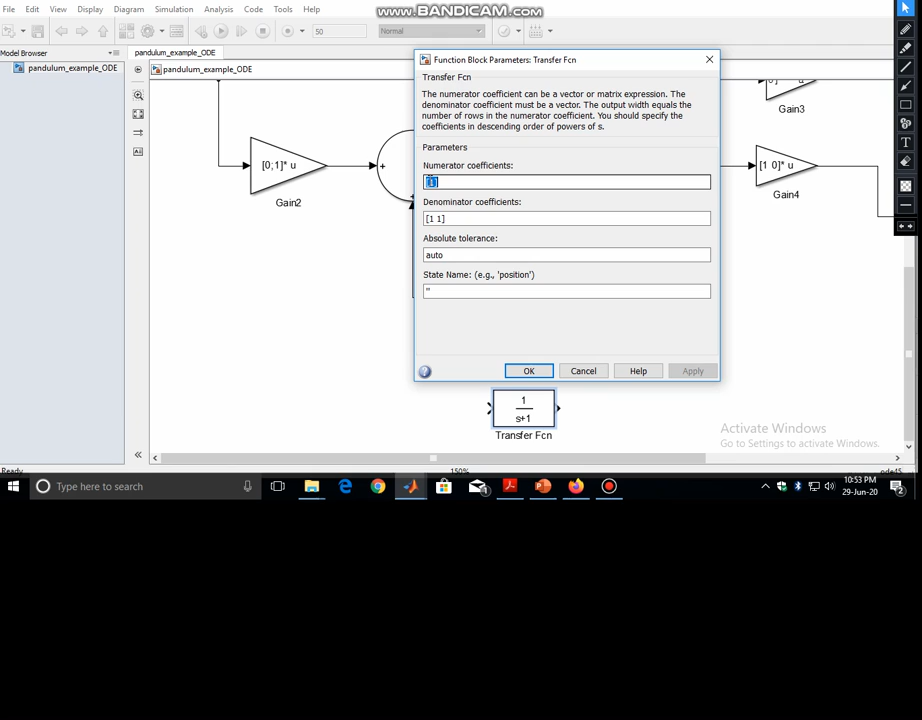 www.BANDICAM.com
File Edit View Display Diagram Simulation Analysis Code Tools Help
50
Normal
Model Browser
pandulum_example_ODE
pandulum_example_ODE
pandulum_example_ODE
Function Block Parameters: Transfer Fcn
Transfer Fcn
The numerator coefficient can be a vector or matrix expression. The
denominator coefficient must be a vector. The output width equals the
number of rows in the numerator coefficient. You should specify the
coefficients in descending order of powers of s.
Parameters
Numerator coefficients:
[1]
Denominator coefficients:
[1 1]
Absolute tolerance:
auto
State Name: (e.g., 'position')
''
OK Cancel Help Apply
[0;1]* u
Gain2
Gain3
[1 0]* u
Gain4
1
s+1
Transfer Fcn
Activate Windows
Go to Settings to activate Windows.
Ready
150%
ode45
Type here to search
10:53 PM
29-Jun-20